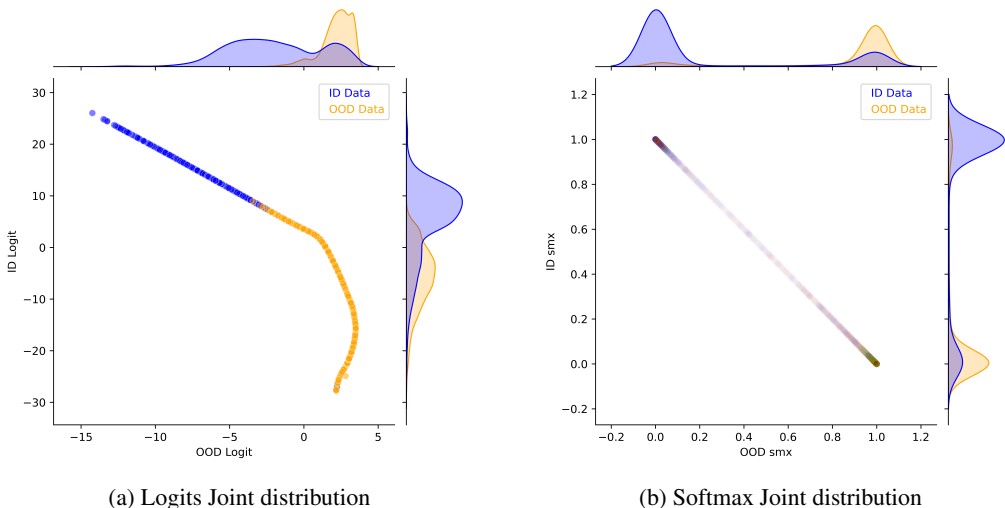 ID Data
OOD Data
30
20
10
0
−10
−20
−30
ID Logit
−15 −10 −5 0 5
OOD Logit
(a) Logits Joint distribution
ID Data
OOD Data
1.2
1.0
0.8
0.6
0.4
0.2
0.0
−0.2
ID smx
−0.2 0.0 0.2 0.4 0.6 0.8 1.0 1.2
OOD smx
(b) Softmax Joint distribution